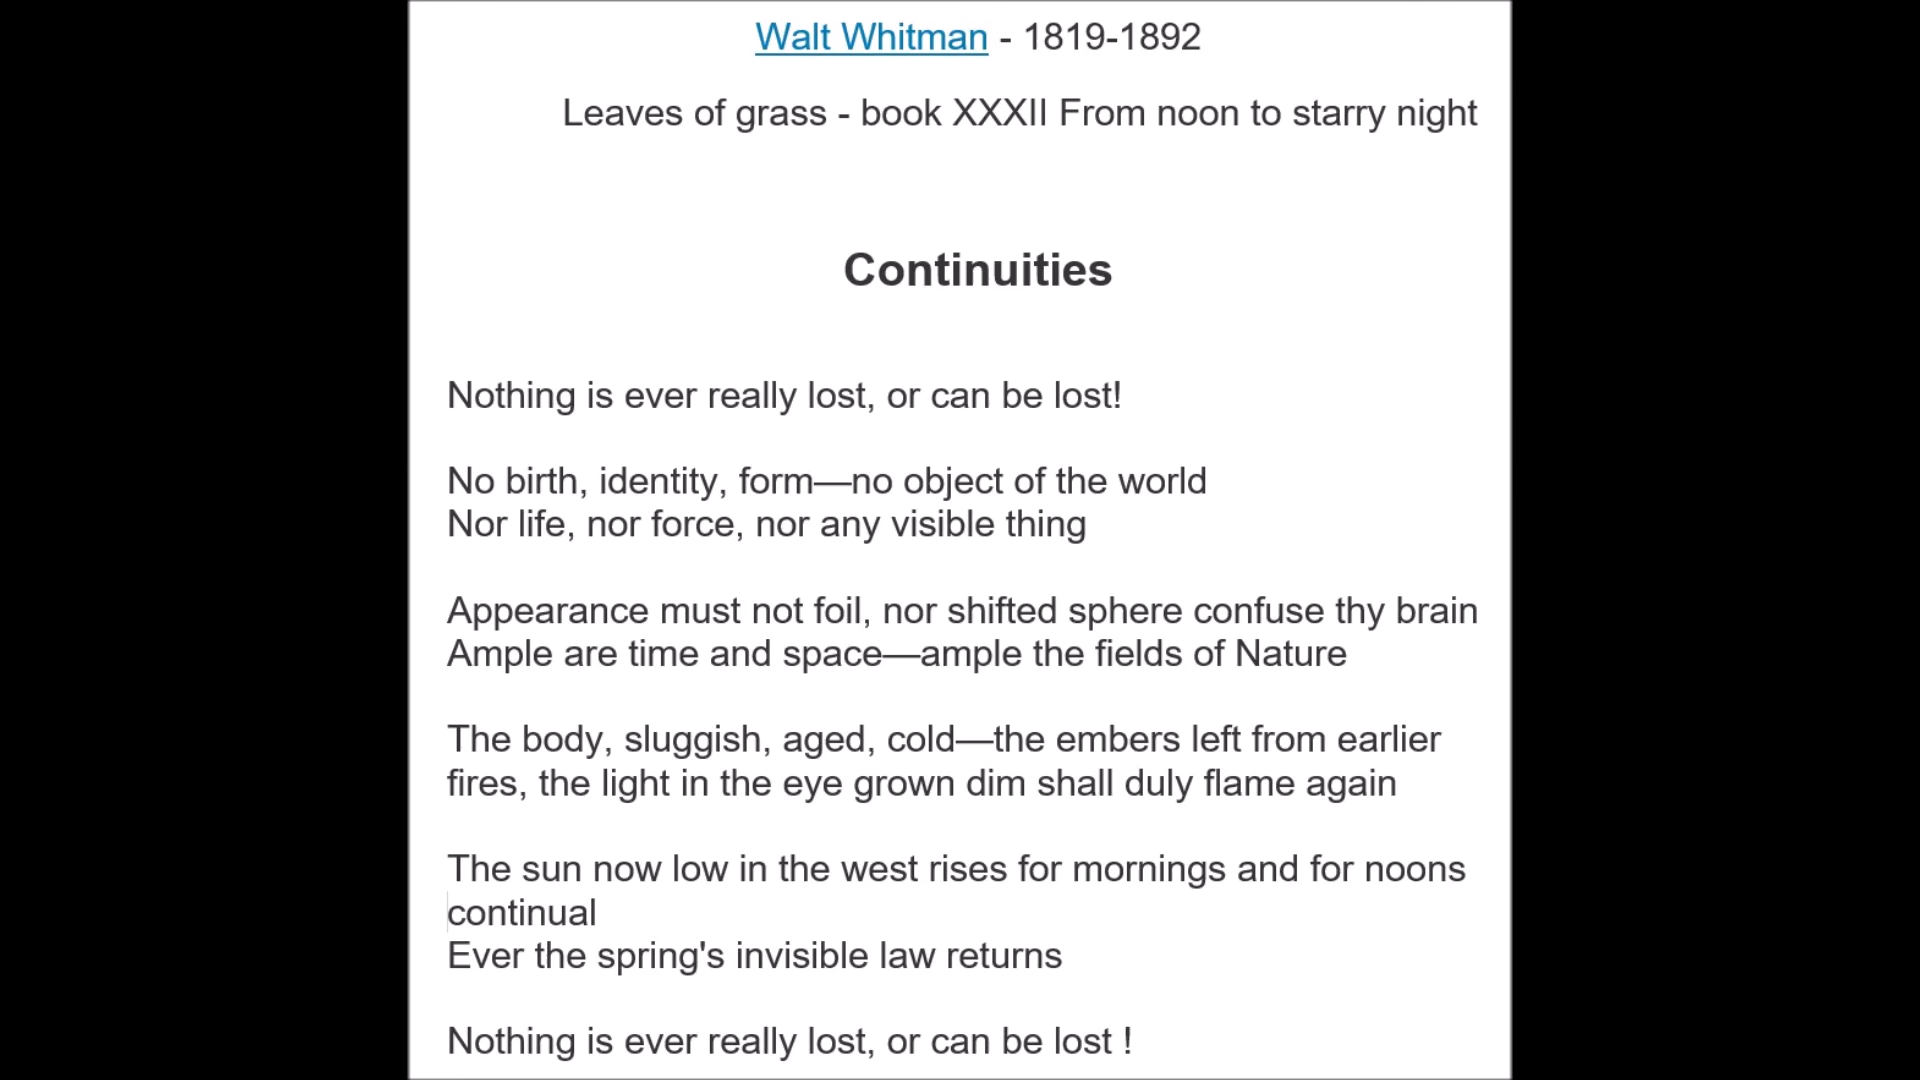 Walt Whitman - 1819-1892
Leaves of grass - book XXXII From noon to starry night
Continuities
Nothing is ever really lost, or can be lost!
No birth, identity, form—no object of the world
Nor life, nor force, nor any visible thing
Appearance must not foil, nor shifted sphere confuse thy brain
Ample are time and space—ample the fields of Nature
The body, sluggish, aged, cold—the embers left from earlier
fires, the light in the eye grown dim shall duly flame again
The sun now low in the west rises for mornings and for noons
continual
Ever the spring's invisible law returns
Nothing is ever really lost, or can be lost !